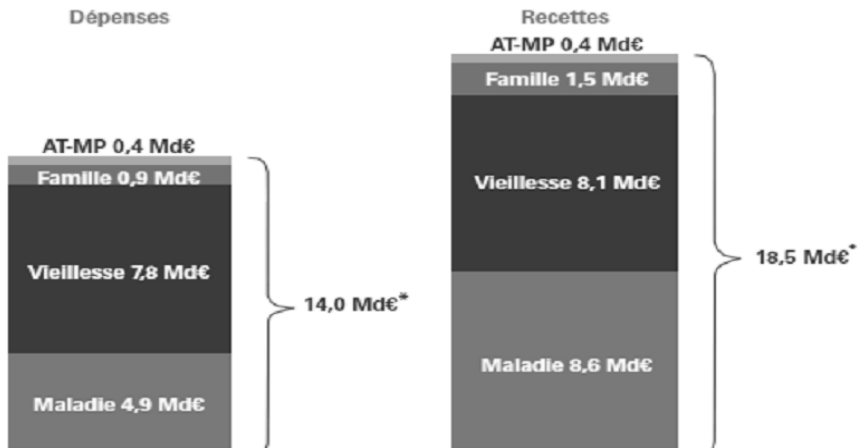 Dépenses
AT-MP 0,4 Md€
Famille 0,9 Md€
Vieillesse 7,8 Md€
Maladie 4,9 Md€
14,0 Md€*
Recettes
AT-MP 0,4 Md€
Famille 1,5 Md€
Vieillesse 8,1 Md€
Maladie 8,6 Md€
18,5 Md€*